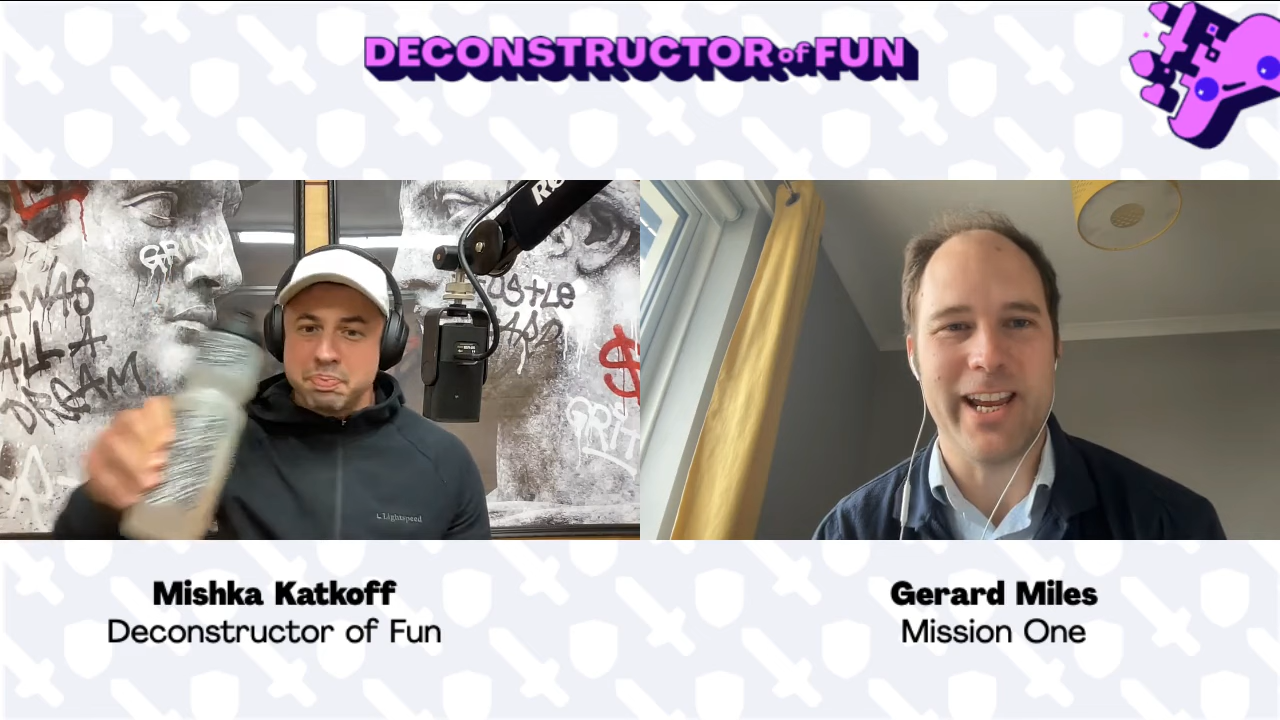 DECONSTRUCTOR of FUN
GRIND
IT WAS
ALL A
DREAM
HUSTLE
HARD
$
Lightspeed
Mishka Katkoff
Deconstructor of Fun
Gerard Miles
Mission One